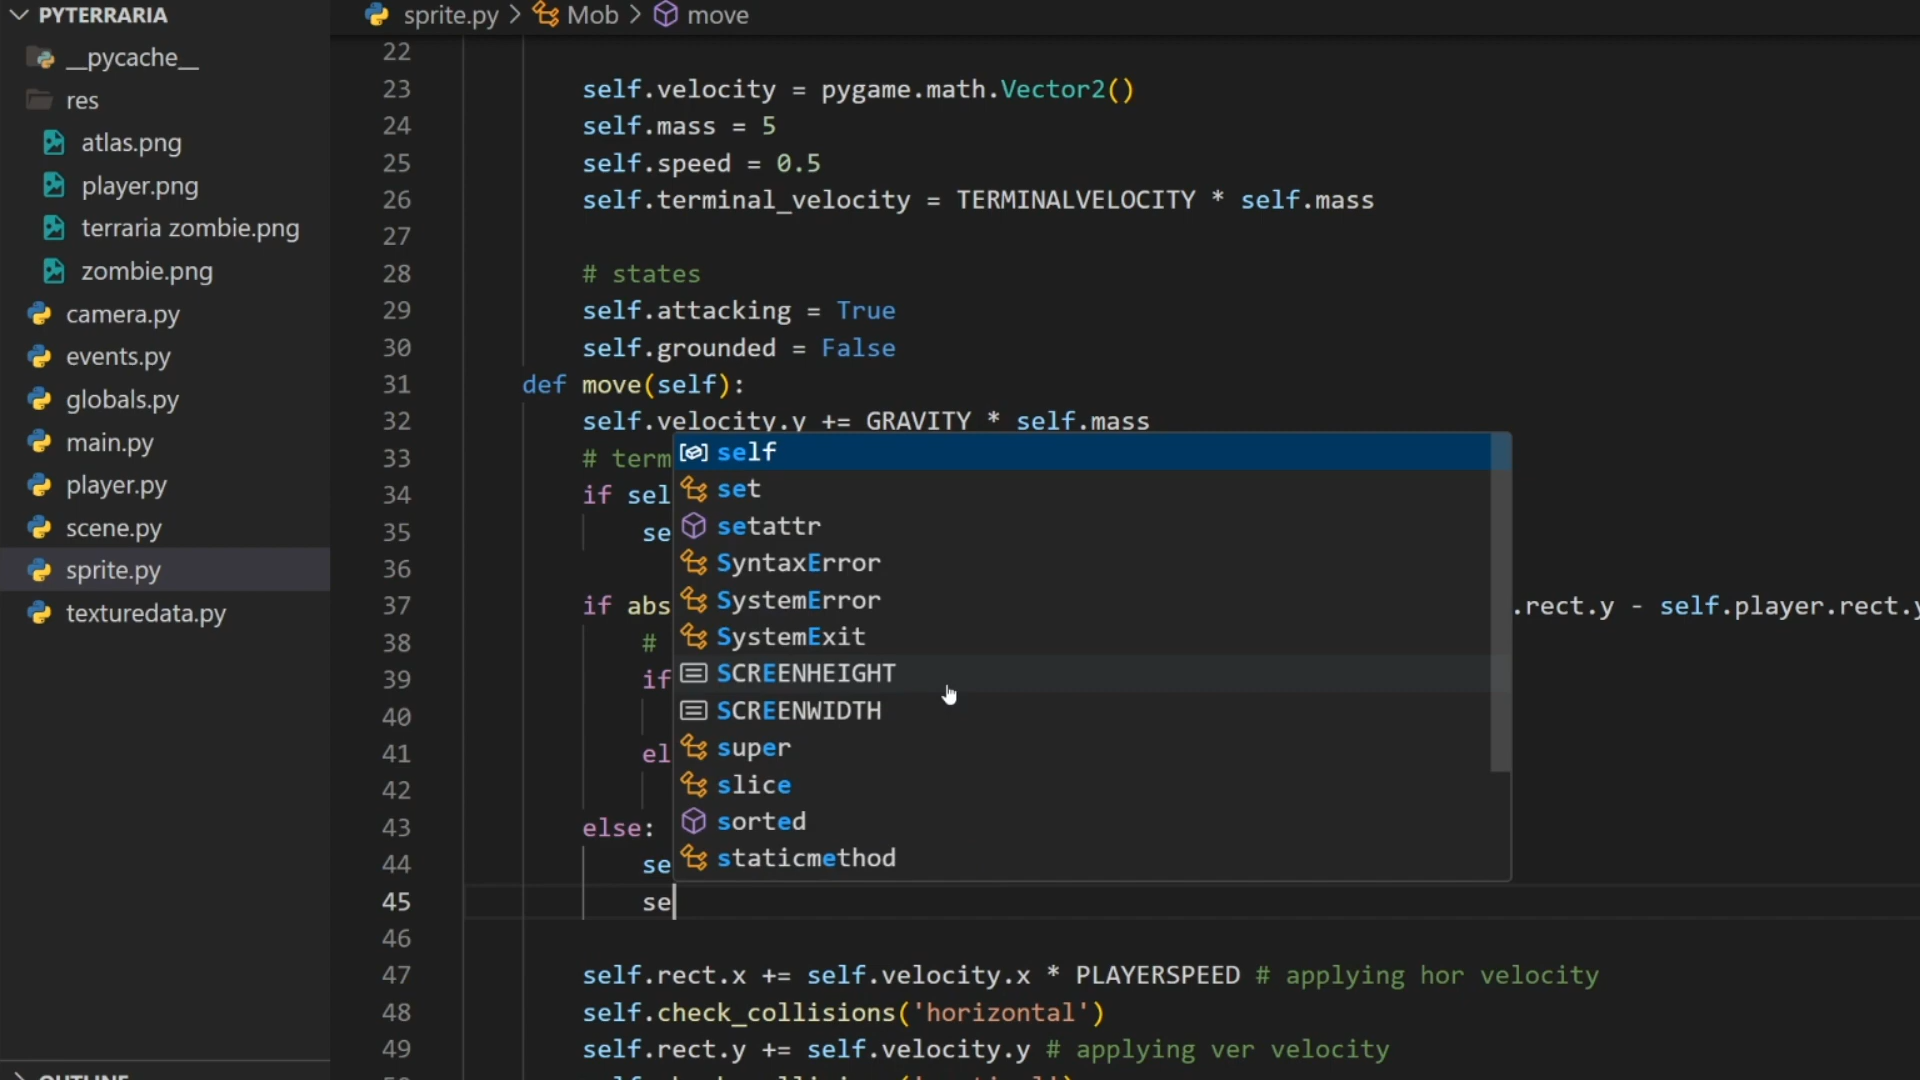 PYTERRARIA
__pycache__
res
atlas.png
player.png
terraria zombie.png
zombie.png
camera.py
events.py
globals.py
main.py
player.py
scene.py
sprite.py
texturedata.py
OUTLINE
sprite.py > Mob > move
22
23 self.velocity = pygame.math.Vector2()
24 self.mass = 5
25 self.speed = 0.5
26 self.terminal_velocity = TERMINALVELOCITY * self.mass
27
28 # states
29 self.attacking = True
30 self.grounded = False
31 def move(self):
32 self.velocity.y += GRAVITY * self.mass
33 # term
34 if sel
35 se
36
37 if abs .rect.y - self.player.rect.y
38 #
39 if
40
41 el
42
43 else:
44 se
45 se
46
47 self.rect.x += self.velocity.x * PLAYERSPEED # applying hor velocity
48 self.check_collisions('horizontal')
49 self.rect.y += self.velocity.y # applying ver velocity
self
set
setattr
SyntaxError
SystemError
SystemExit
SCREENHEIGHT
SCREENWIDTH
super
slice
sorted
staticmethod